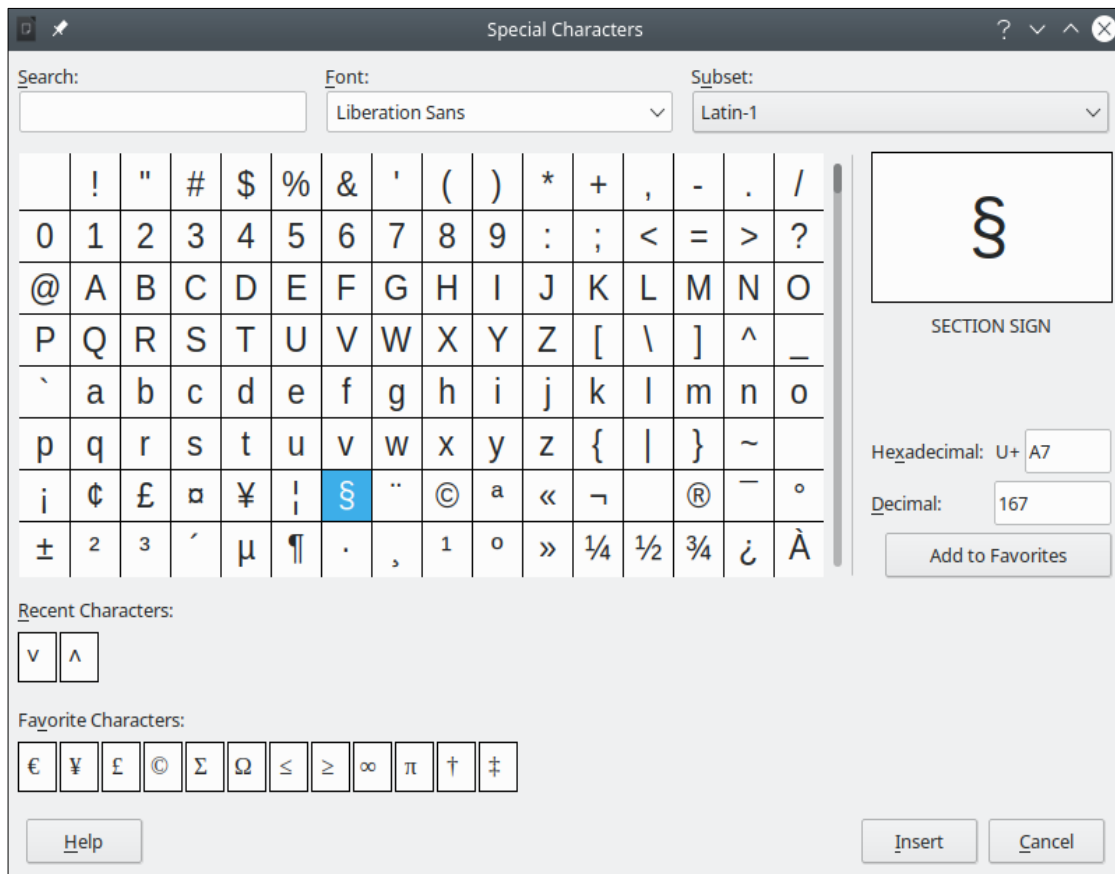 Special Characters
Search: Font: Subset:
Liberation Sans Latin-1
! " # $ % & ' ( ) * + , - . /
0 1 2 3 4 5 6 7 8 9 : ; < = > ?
@ A B C D E F G H I J K L M N O
P Q R S T U V W X Y Z [ \ ] ^ _
` a b c d e f g h i j k l m n o
p q r s t u v w x y z { | } ~
¡ ¢ £ ¤ ¥ ¦ § ¨ © ª « ¬ ® ¯ °
± ² ³ ´ µ ¶ · ¸ ¹ º » ¼ ½ ¾ ¿ À
§
SECTION SIGN
Hexadecimal: U+ A7
Decimal: 167
Add to Favorites
Recent Characters:
˅ ˄
Favorite Characters:
€ ¥ £ © Σ Ω ≤ ≥ ∞ π † ‡
Help Insert Cancel